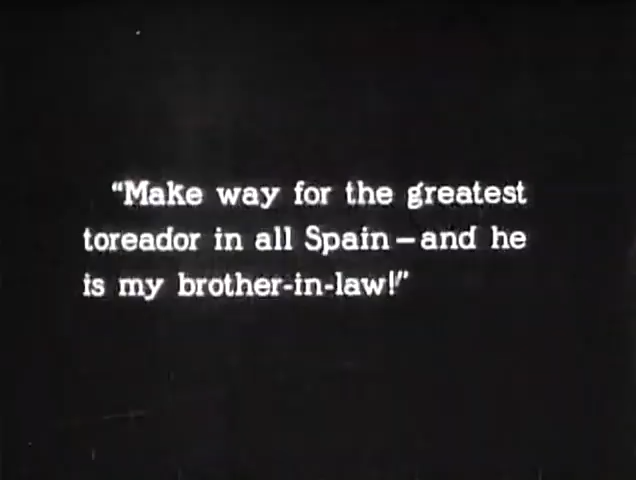 “Make way for the greatest
toreador in all Spain — and he
is my brother-in-law!”